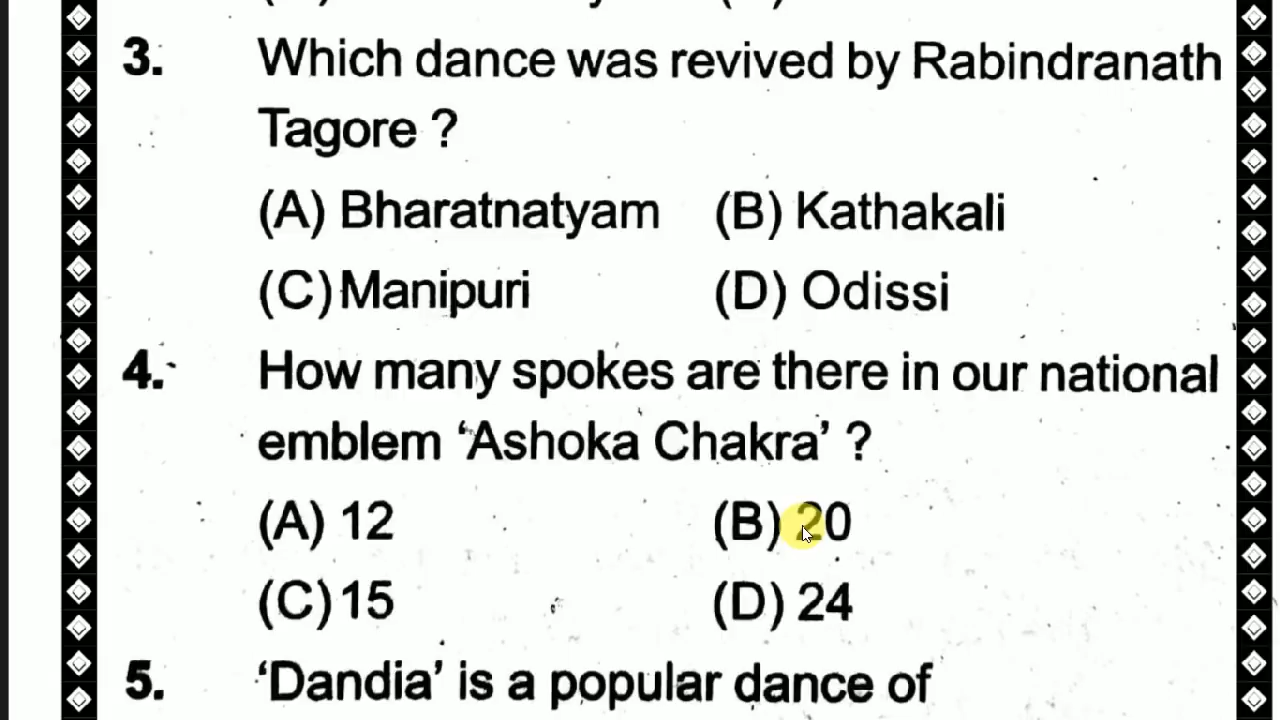 3. Which dance was revived by Rabindranath
Tagore ?
(A) Bharatnatyam (B) Kathakali
(C) Manipuri (D) Odissi
4. How many spokes are there in our national
emblem ‘Ashoka Chakra’ ?
(A) 12 (B) 20
(C) 15 (D) 24
5. ‘Dandia’ is a popular dance of